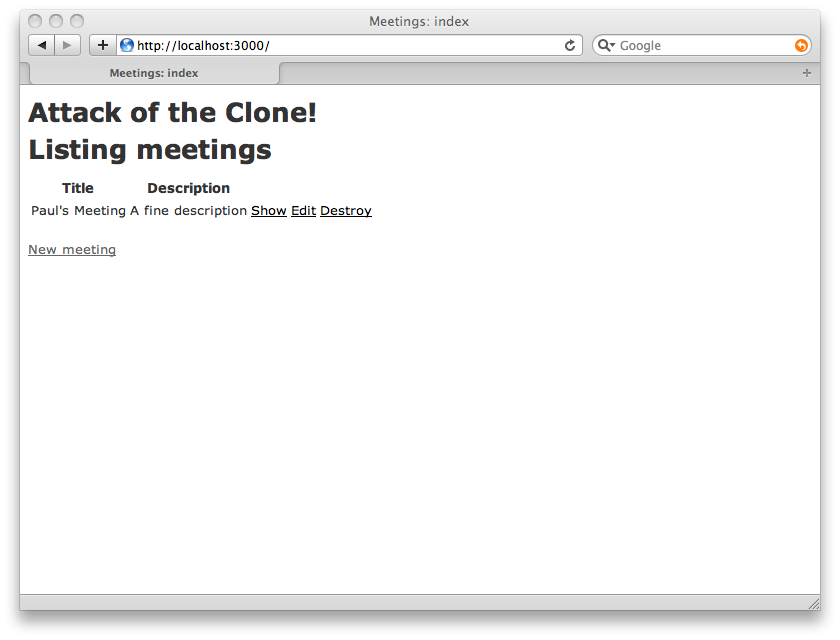 Meetings: index
http://localhost:3000/
Google
Meetings: index
Attack of the Clone!
Listing meetings
Title Description
Paul's Meeting A fine description Show Edit Destroy
New meeting